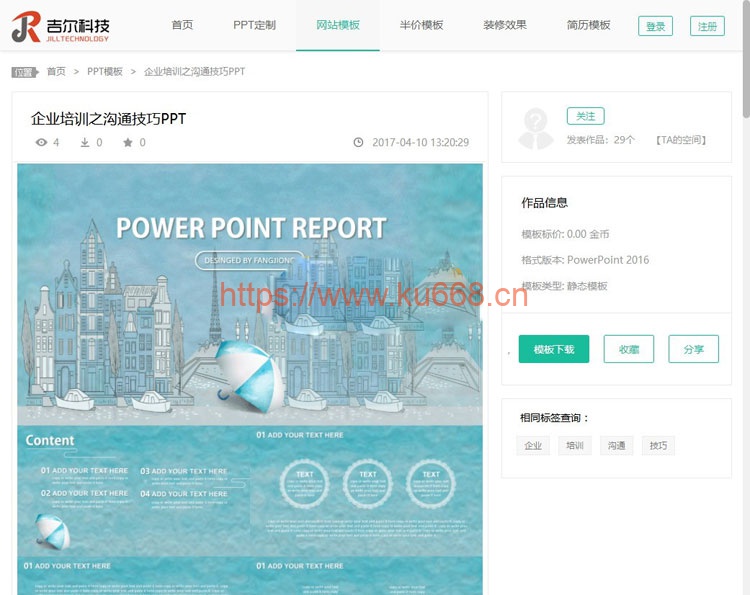 吉尔科技
JILLTECHNOLOGY
首页
PPT定制
网站模板
半价模板
装修效果
简历模板
登录
注册
位置
首页 > PPT模板 > 企业培训之沟通技巧PPT
企业培训之沟通技巧PPT
4 0 0
2017-04-10 13:20:29
POWER POINT REPORT
DESINGED BY FANGJIONG
https://www.ku668.cn
Content
01 ADD YOUR TEXT HERE
02 ADD YOUR TEXT HERE
03 ADD YOUR TEXT HERE
04 ADD YOUR TEXT HERE
01 ADD YOUR TEXT HERE
TEXT
TEXT
TEXT
01 ADD YOUR TEXT HERE
01 ADD YOUR TEXT HERE
?
关注
发表作品：29个 【TA的空间】
作品信息
模板标价: 0.00 金币
格式版本: PowerPoint 2016
模板类型: 静态模板
模板下载
收藏
分享
相同标签查询：
企业
培训
沟通
技巧